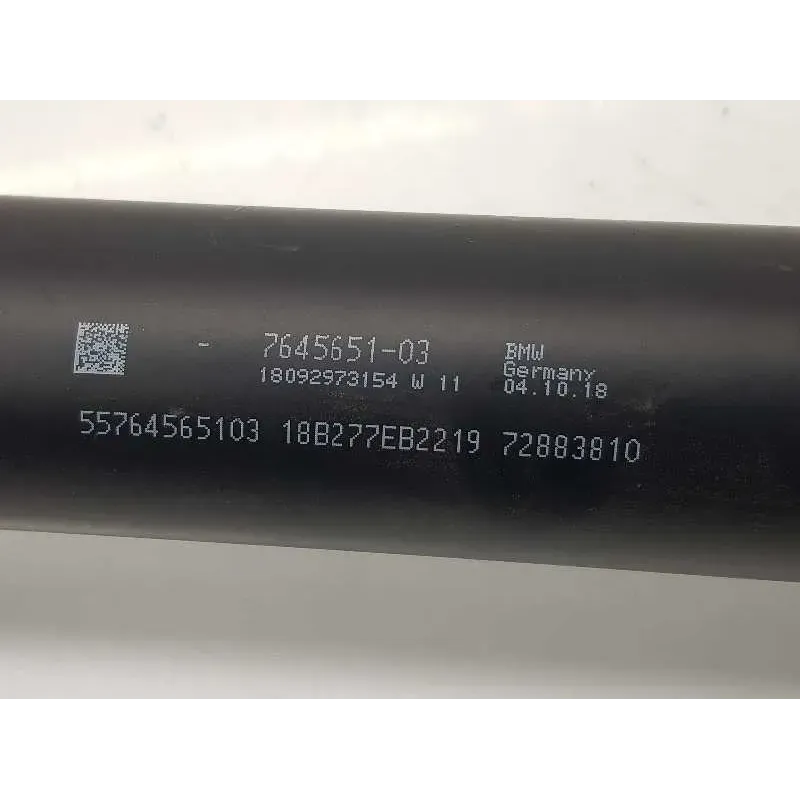 - 7645651-03
18092973154 W 11
BMW
Germany
04.10.18
55764565103 18B277EB2219 72883810